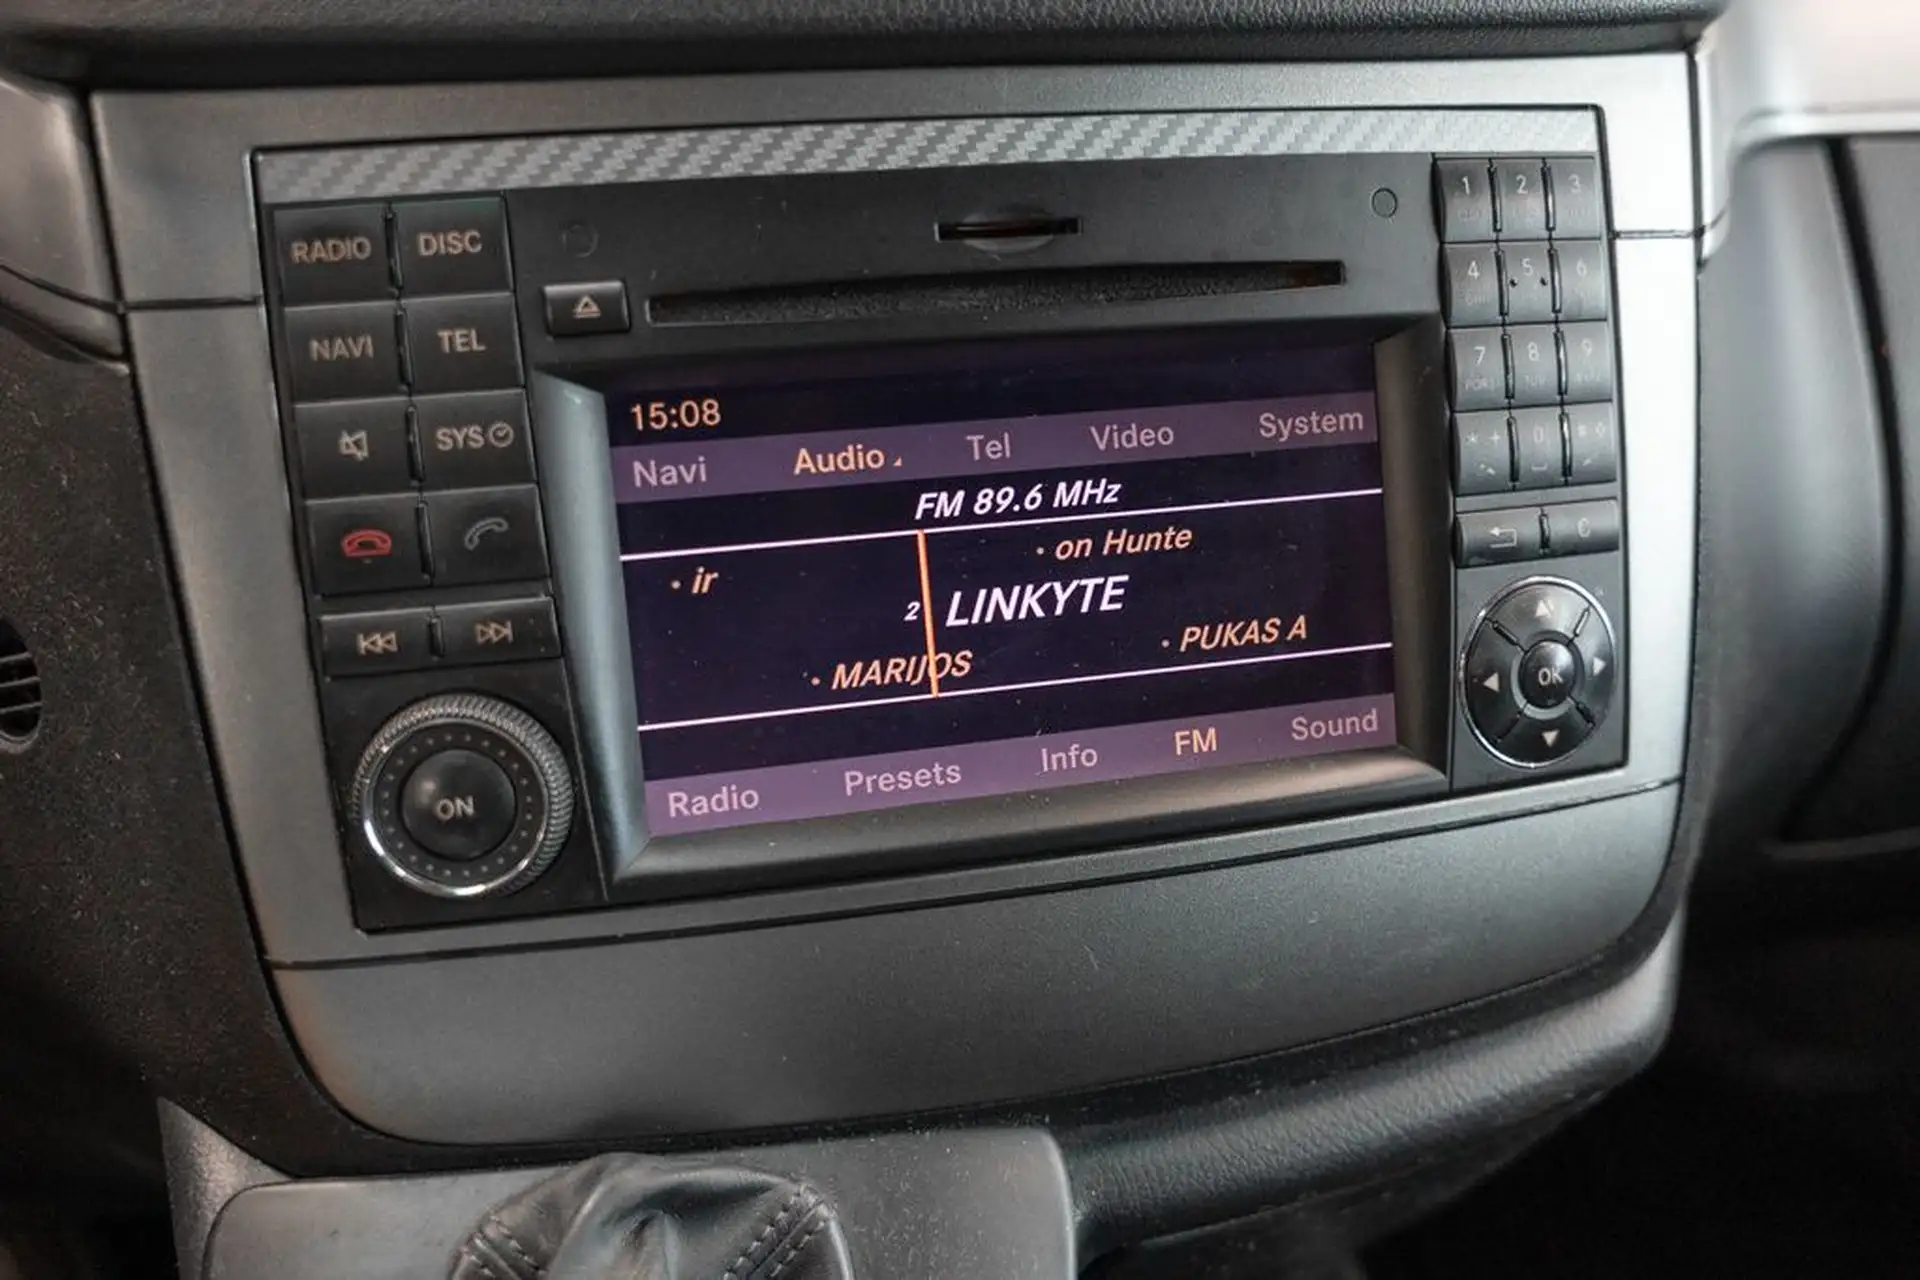 RADIO DISC
NAVI TEL
SYS
ON
1 2 3
4 5 6
7 8 9
* 0 #
C
OK
15:08
Navi Audio Tel Video System
FM 89.6 MHz
on Hunte
ir
2 LINKYTE
PUKAS A
MARIJOS
Radio Presets Info FM Sound